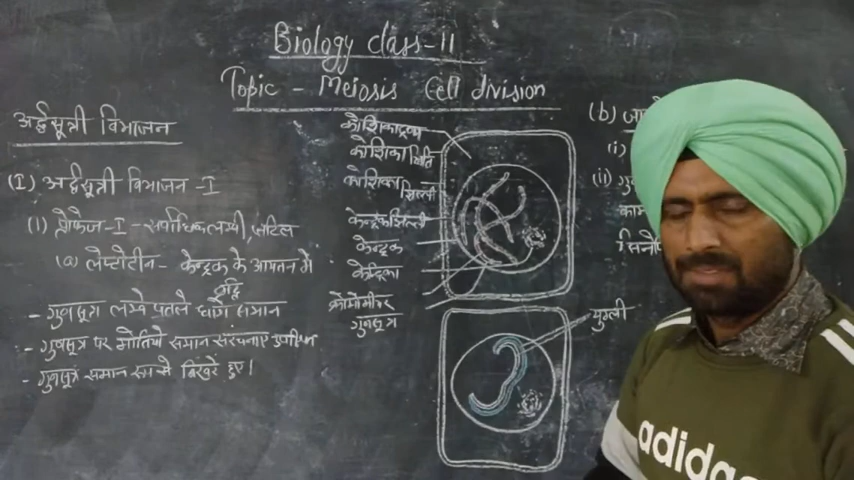 Biology class-11
Topic - Meiosis Cell division
अर्द्धसूत्री विभाजन
(I) अर्द्धसूत्री विभाजन -I
(1) प्रोफेज-I - सर्वाधिक लम्बी, जटिल
(a) लेप्टोटीन - केन्द्रक के आयतन मे
वृद्धि
- गुणसूत्र लम्बे पतले धागे समान
- गुणसूत्र पर मोतियों समान संरचनाए
- गुणसूत्र समान रूप से बिखरे हुए।
कोशिकाद्रव्य
कोशिका भित्ति
कोशिका झिल्ली
केन्द्रक झिल्ली
केन्द्रक
केन्द्रिका
क्रोमोमीयर
गुणसूत्र
युग्ली
(b)
(i)
(ii)
adidas